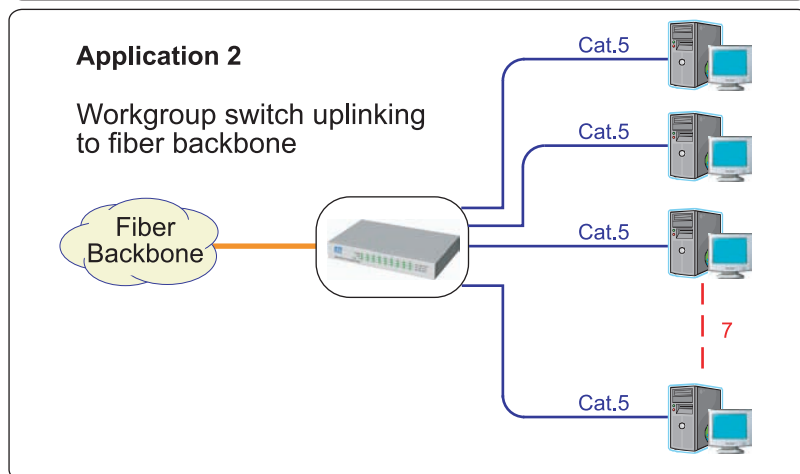 Application 2
Workgroup switch uplinking
to fiber backbone
Cat.5
Cat.5
Fiber
Backbone
Cat.5
7
Cat.5